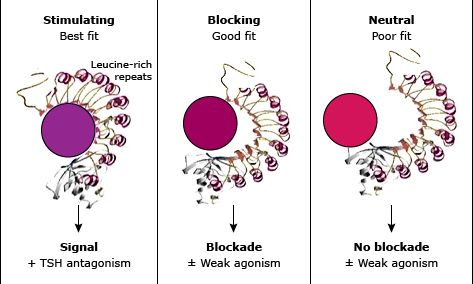 Stimulating
Best fit
Leucine-rich
repeats
Signal
+ TSH antagonism
Blocking
Good fit
Blockade
± Weak agonism
Neutral
Poor fit
No blockade
± Weak agonism